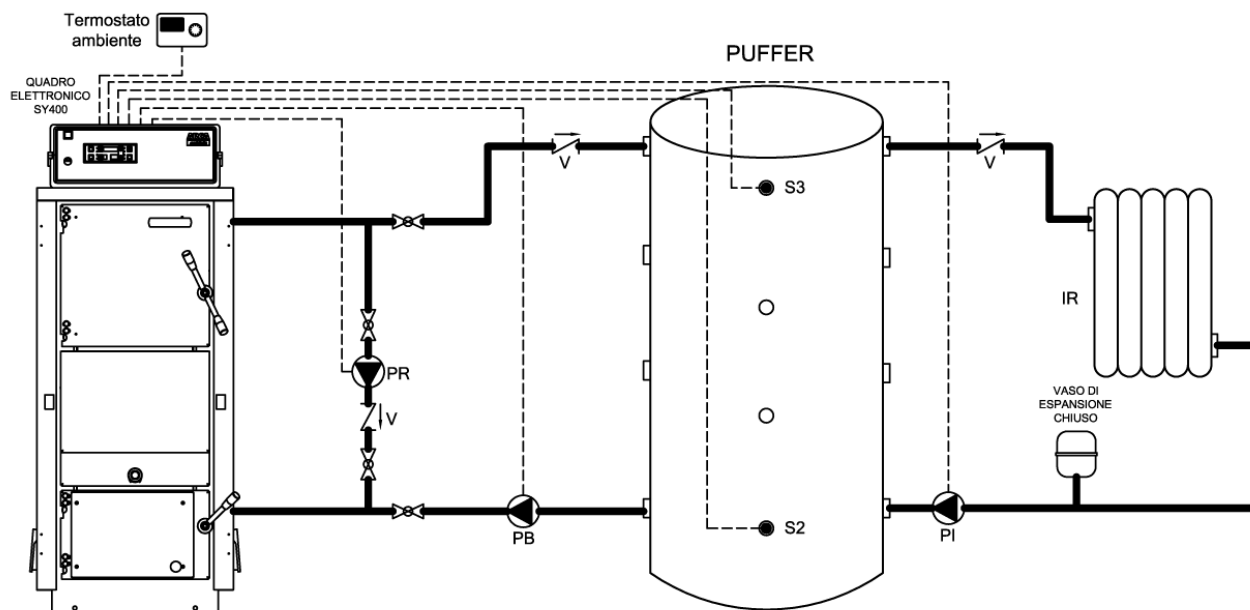 Termostato
ambiente
PUFFER
QUADRO
ELETTRONICO
SY400
V
V
S3
IR
PR
V
VASO DI
ESPANSIONE
CHIUSO
S2
PB
PI